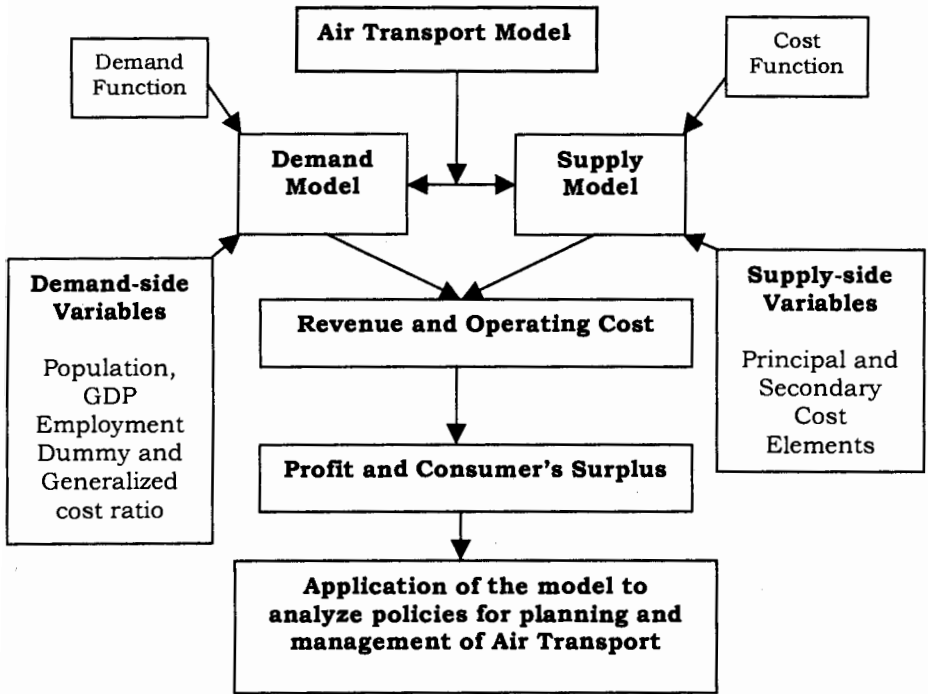 Air Transport Model
Demand
Function
Cost
Function
Demand
Model
Supply
Model
Demand-side
Variables
Population,
GDP
Employment
Dummy and
Generalized
cost ratio
Revenue and Operating Cost
Supply-side
Variables
Principal and
Secondary
Cost
Elements
Profit and Consumer's Surplus
Application of the model to
analyze policies for planning and
management of Air Transport